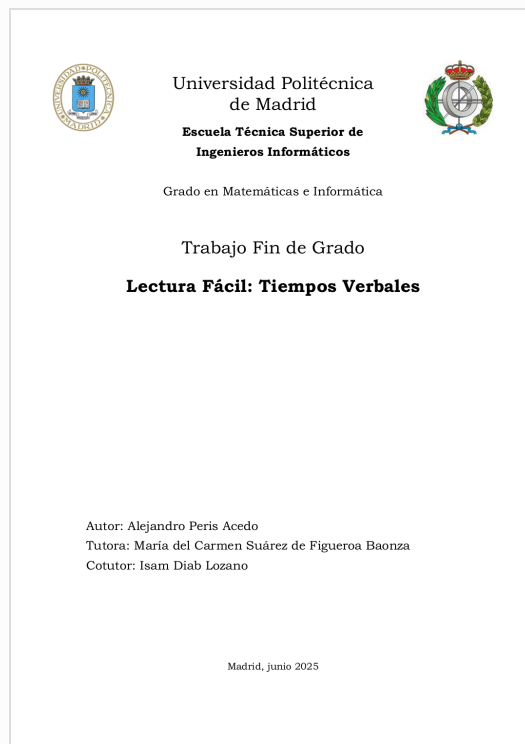 Universidad Politécnica
de Madrid
Escuela Técnica Superior de
Ingenieros Informáticos
Grado en Matemáticas e Informática
Trabajo Fin de Grado
Lectura Fácil: Tiempos Verbales
Autor: Alejandro Peris Acedo
Tutora: María del Carmen Suárez de Figueroa Baonza
Cotutor: Isam Diab Lozano
Madrid, junio 2025